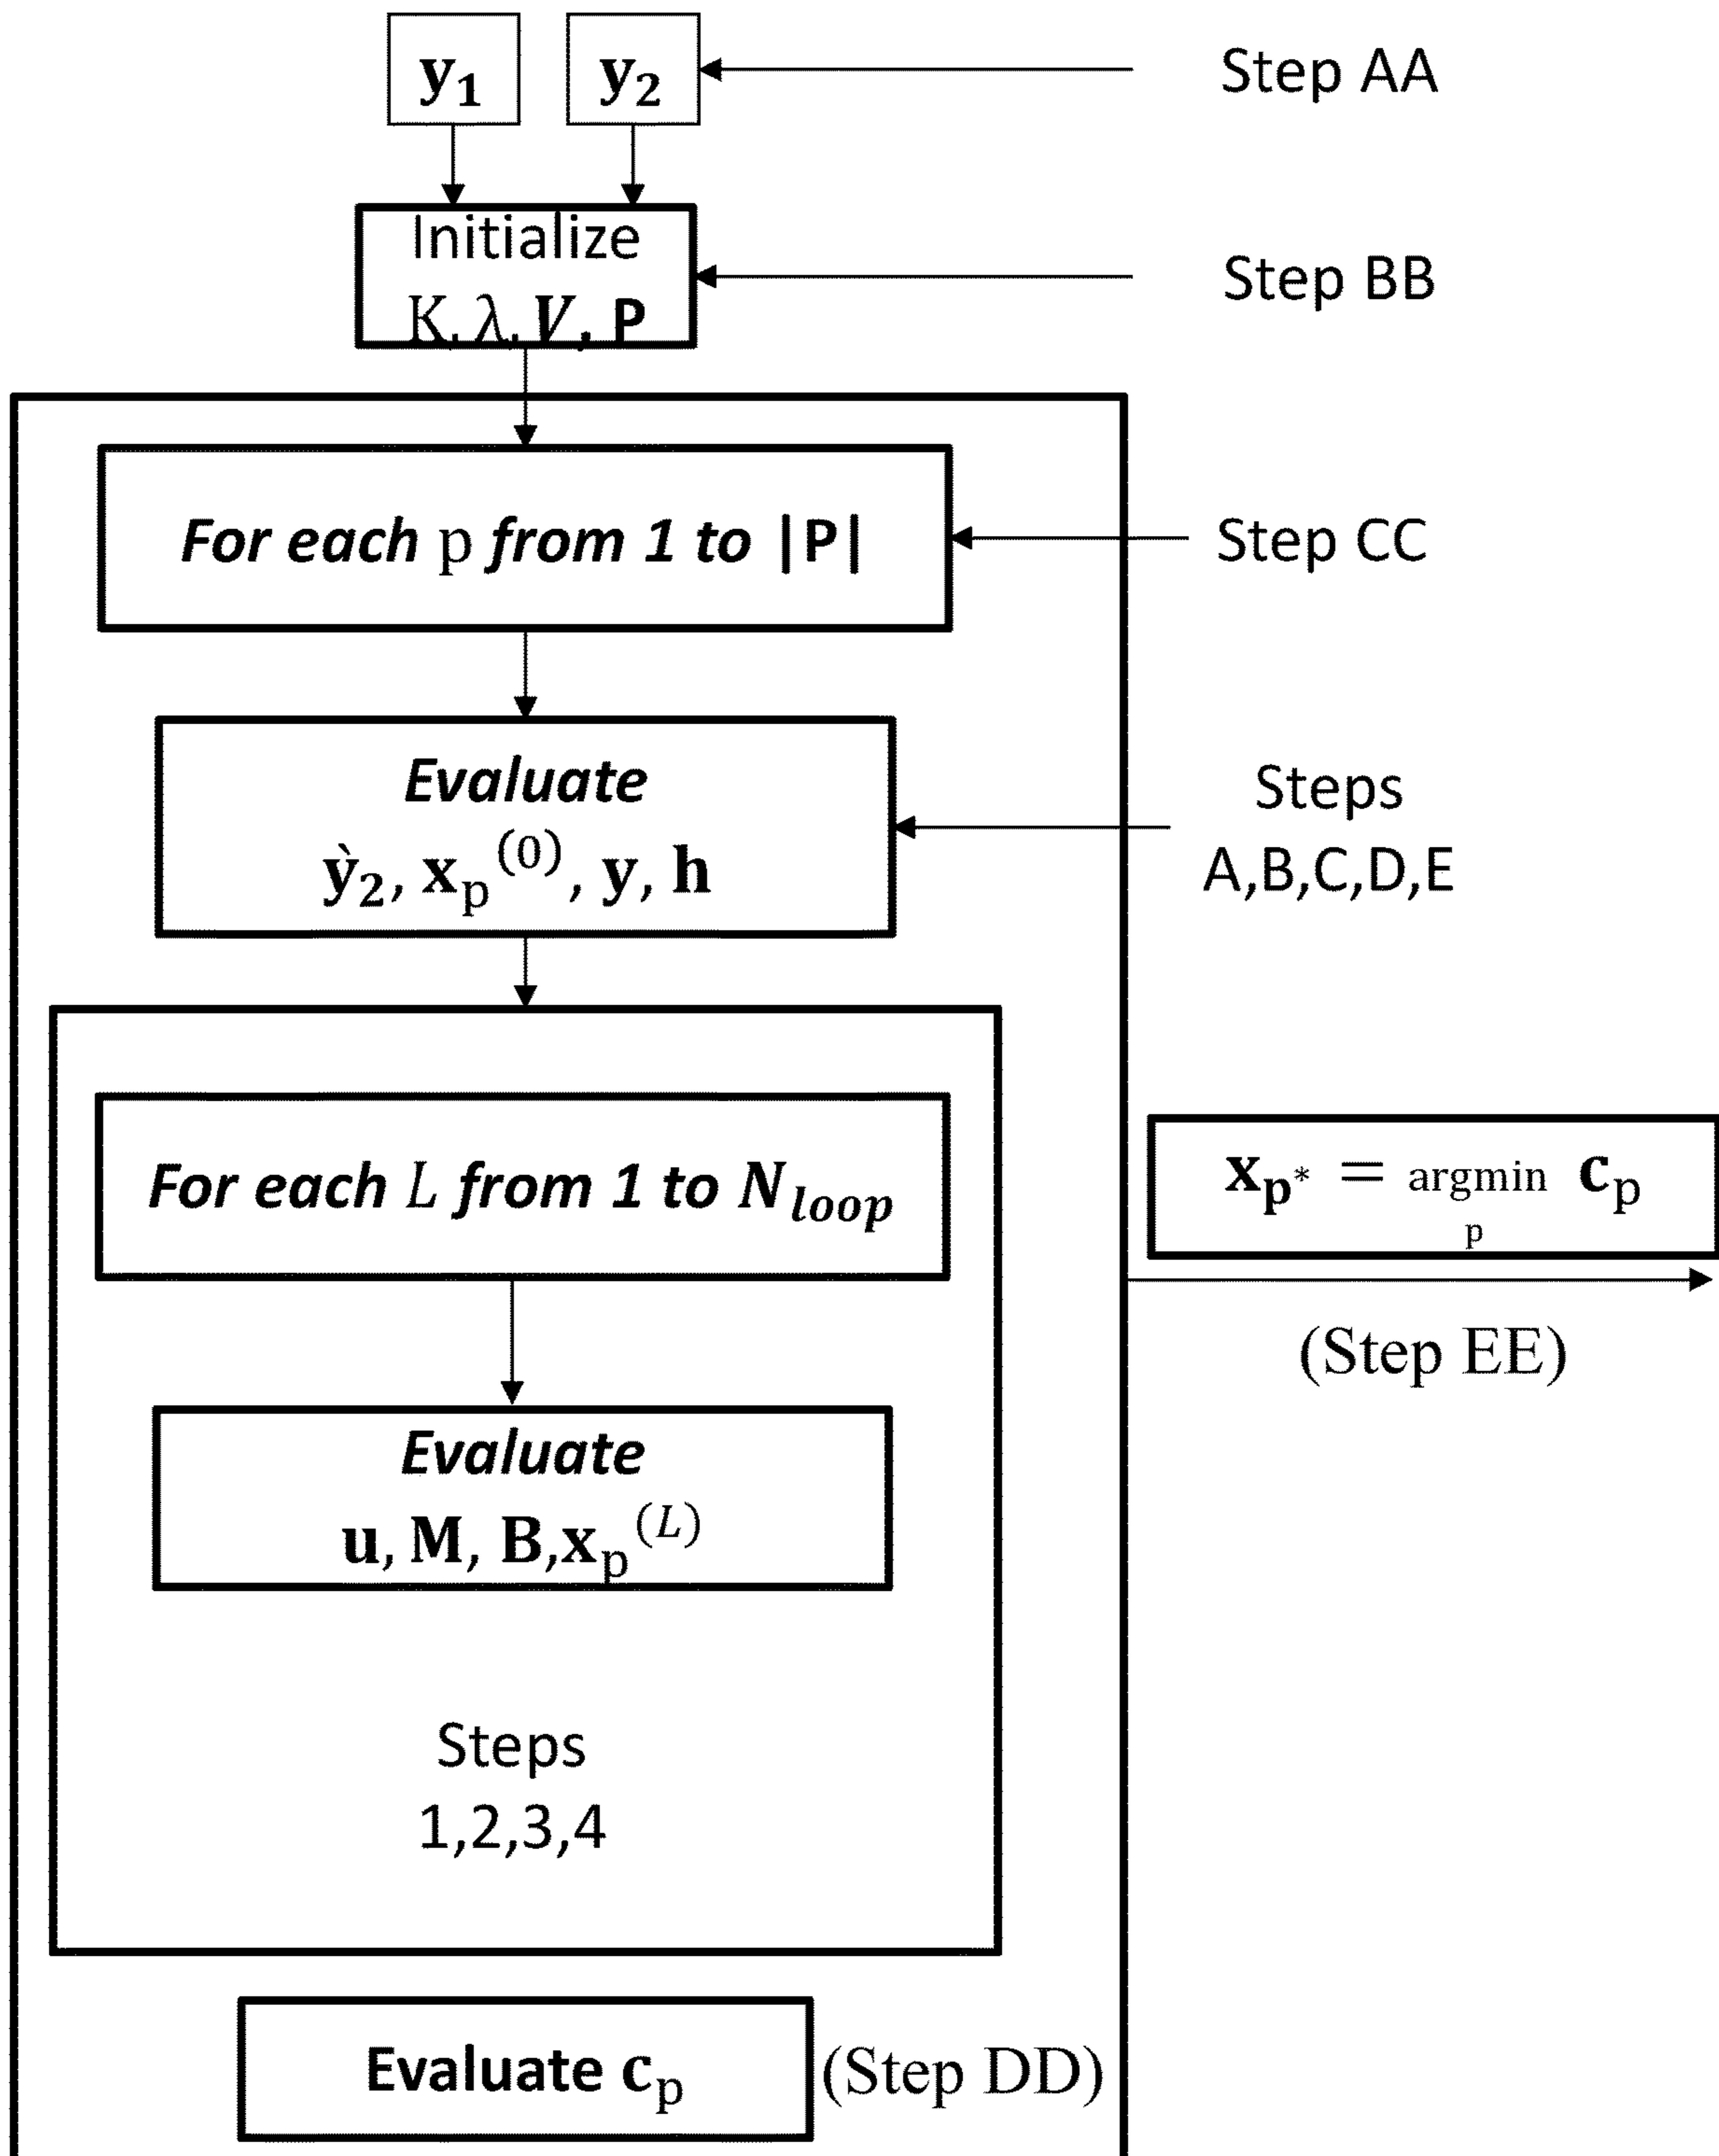 y₁ y₂ Step AA
Initialize
K, λ, V, P
Step BB
For each p from 1 to |P|
Step CC
Evaluate
ỳ₂, xₚ⁽⁰⁾, y, h
Steps
A,B,C,D,E
For each L from 1 to N_loop
Evaluate
u, M, B,xₚ⁽ᴸ⁾
Steps
1,2,3,4
Evaluate cₚ (Step DD)
x_p* = argmin cₚ
p
(Step EE)